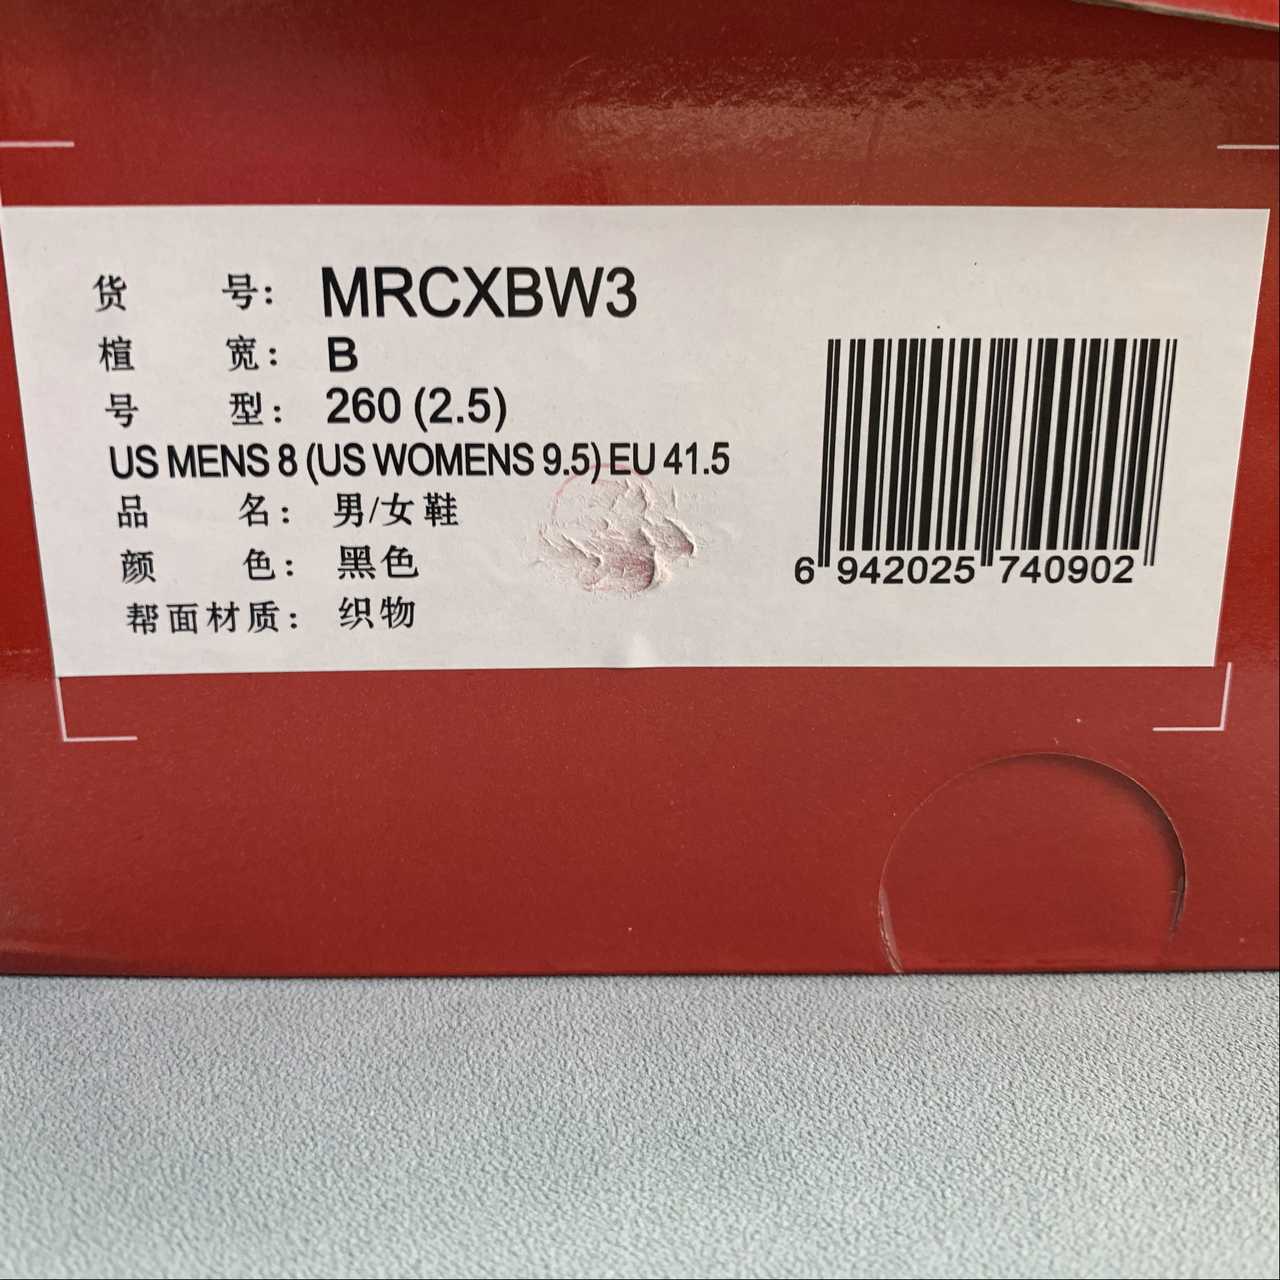 货 号: MRCXBW3
楦 宽: B
号 型: 260 (2.5)
US MENS 8 (US WOMENS 9.5) EU 41.5
品 名: 男/女鞋
颜 色: 黑色
帮面材质: 织物
6 942025 740902